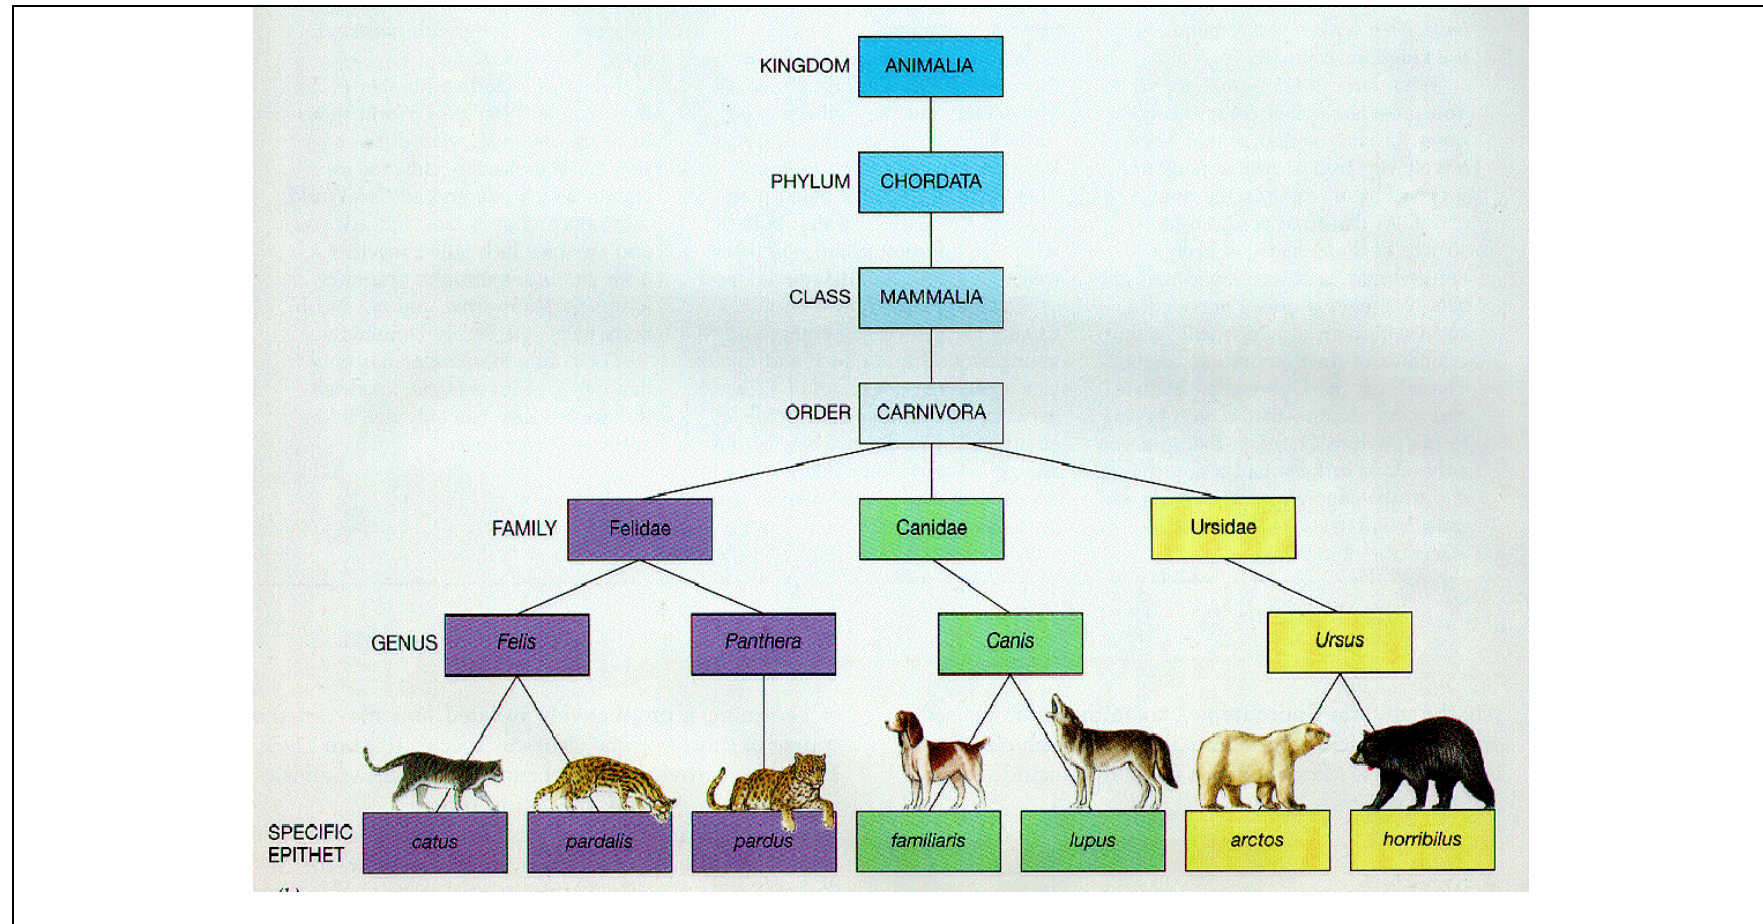 KINGDOM ANIMALIA
PHYLUM CHORDATA
CLASS MAMMALIA
ORDER CARNIVORA
FAMILY Felidae Canidae Ursidae
GENUS Felis Panthera Canis Ursus
SPECIFIC
EPITHET catus pardalis pardus familiaris lupus arctos horribilus